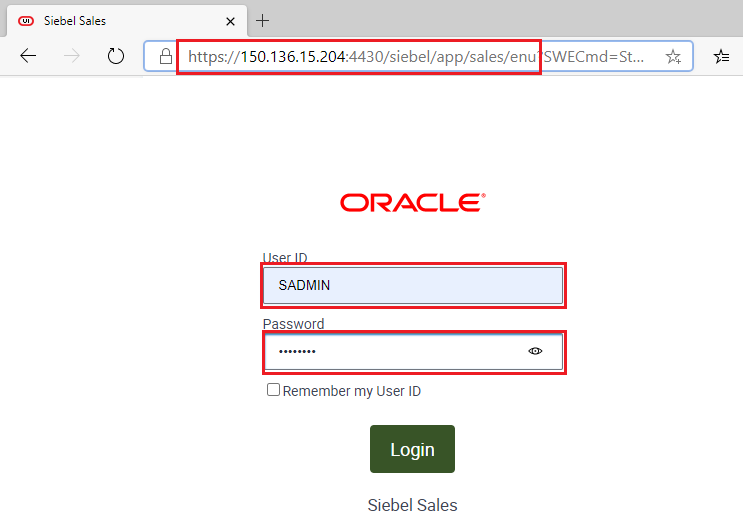 Siebel Sales
https://150.136.15.204:4430/siebel/app/sales/enu?SWECmd=St...
ORACLE®
User ID
SADMIN
Password
••••••••
Remember my User ID
Login
Siebel Sales